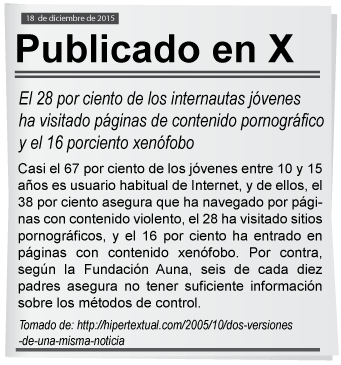 18 de diciembre de 2015
Publicado en X
El 28 por ciento de los internautas jóvenes
ha visitado páginas de contenido pornográfico
y el 16 porciento xenófobo
Casi el 67 por ciento de los jóvenes entre 10 y 15
años es usuario habitual de Internet, y de ellos, el
38 por ciento asegura que ha navegado por pági-
nas con contenido violento, el 28 ha visitado sitios
pornográficos, y el 16 por ciento ha entrado en
páginas con contenido xenófobo. Por contra,
según la Fundación Auna, seis de cada diez
padres asegura no tener suficiente información
sobre los métodos de control.
Tomado de: http://hipertextual.com/2005/10/dos-versiones
-de-una-misma-noticia